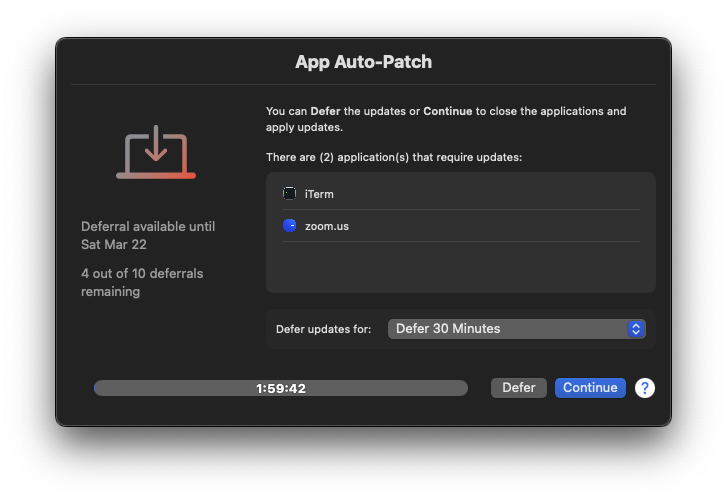 App Auto-Patch
You can Defer the updates or Continue to close the applications and
apply updates.
There are (2) application(s) that require updates:
iTerm
zoom.us
Deferral available until
Sat Mar 22
4 out of 10 deferrals
remaining
Defer updates for:
Defer 30 Minutes
1:59:42
Defer
Continue
?